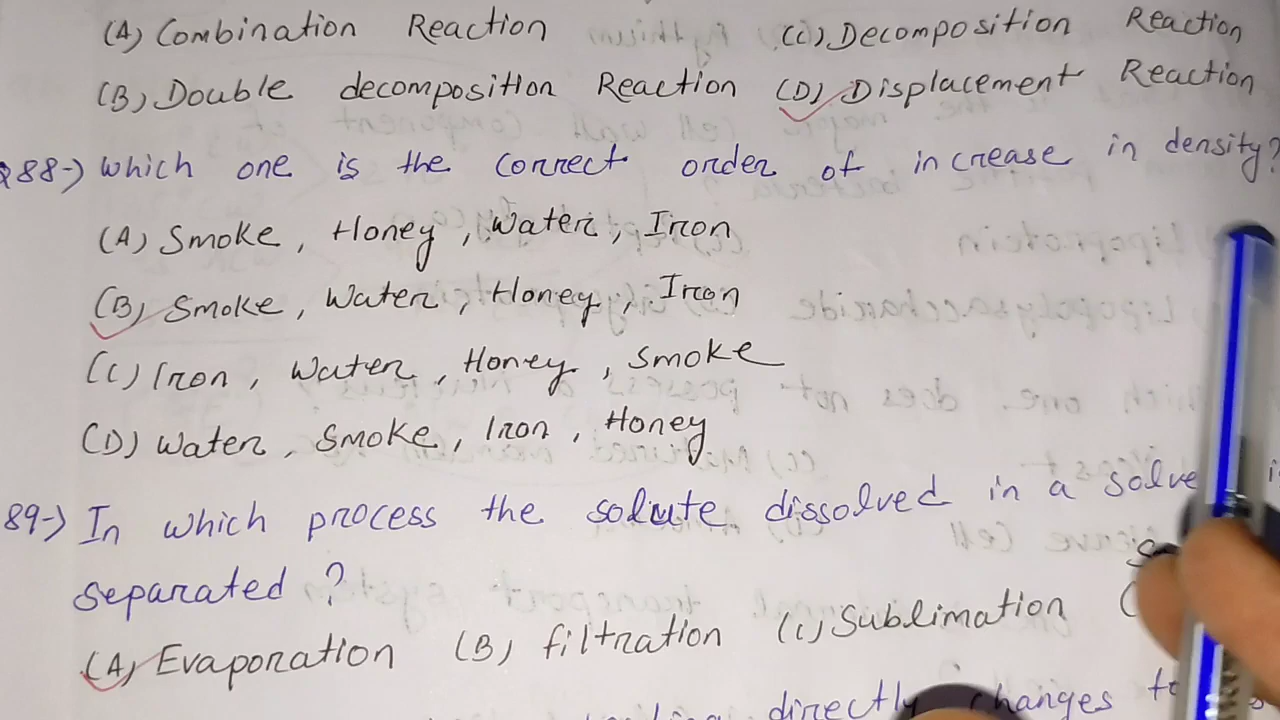 (A) Combination Reaction (C) Decomposition Reaction
(B) Double decomposition Reaction (D) Displacement Reaction
88-) which one is the correct order of increase in density?
(A) Smoke, Honey, Water, Iron
(B) Smoke, Water, Honey, Iron
(C) Iron, Water, Honey, Smoke
(D) Water, Smoke, Iron, Honey
89-) In which process the solute dissolved in a solve
separated ?
(A) Evaporation (B) filtration (C) Sublimation (
directly changes